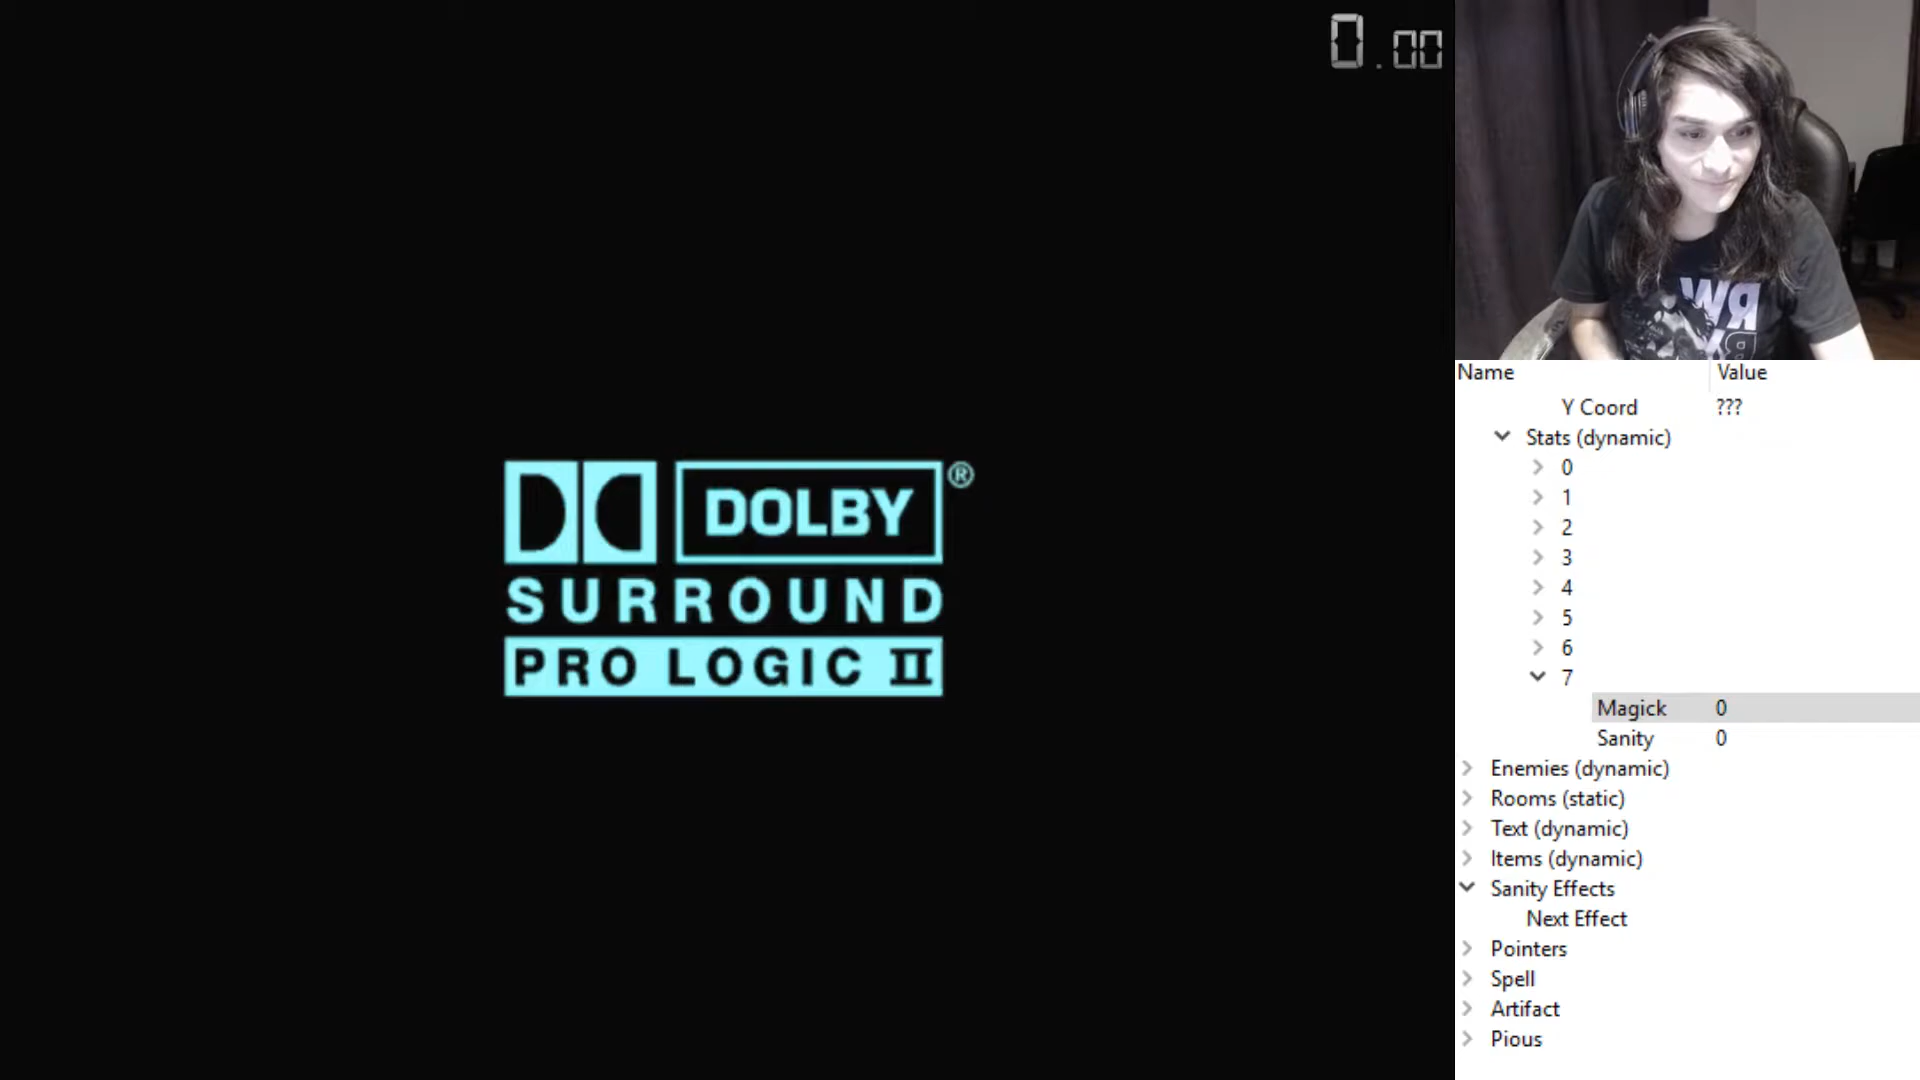 0.00
DOLBY®
SURROUND
PRO LOGIC II
Name Value
Y Coord ???
Stats (dynamic)
0
1
2
3
4
5
6
7
Magick 0
Sanity 0
Enemies (dynamic)
Rooms (static)
Text (dynamic)
Items (dynamic)
Sanity Effects
Next Effect
Pointers
Spell
Artifact
Pious